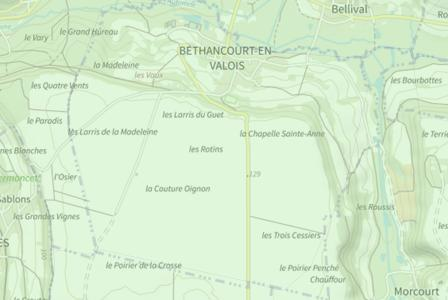 Bellival
le Grand Hûreau
le Vary
BÉTHANCOURT-EN-
VALOIS
la Madeleine
les Vaux
les Quatre Vents
les Bourbottes
les Larris du Guet
le Paradis
les Larris de la Madeleine
la Chapelle Sainte-Anne
les Rotins
l'Osier
129
la Couture Oignon
les Grandes Vignes
les Roussis
les Trois Cessiers
100
le Poirier de la Crosse
le Poirier Penché
Chauffour
Morcourt